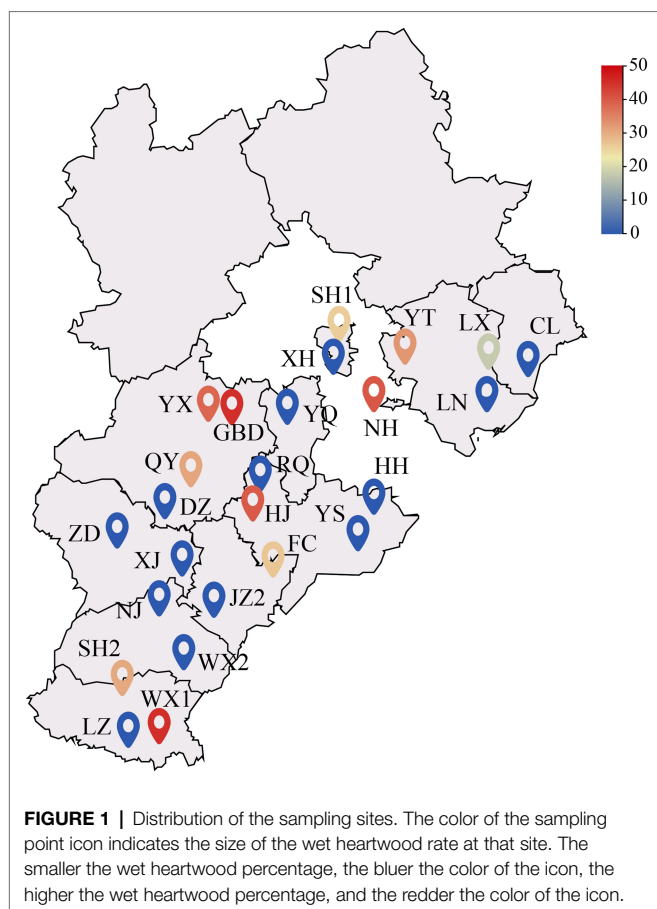 50
40
30
20
10
0
SH1
YT
LX
CL
XH
LN
YX
GBD
YQ
NH
QY
RQ
HH
DZ
HJ
YS
ZD
XJ
FC
NJ
JZ2
SH2
WX2
WX1
LZ
FIGURE 1 | Distribution of the sampling sites. The color of the sampling
point icon indicates the size of the wet heartwood rate at that site. The
smaller the wet heartwood percentage, the bluer the color of the icon, the
higher the wet heartwood percentage, and the redder the color of the icon.